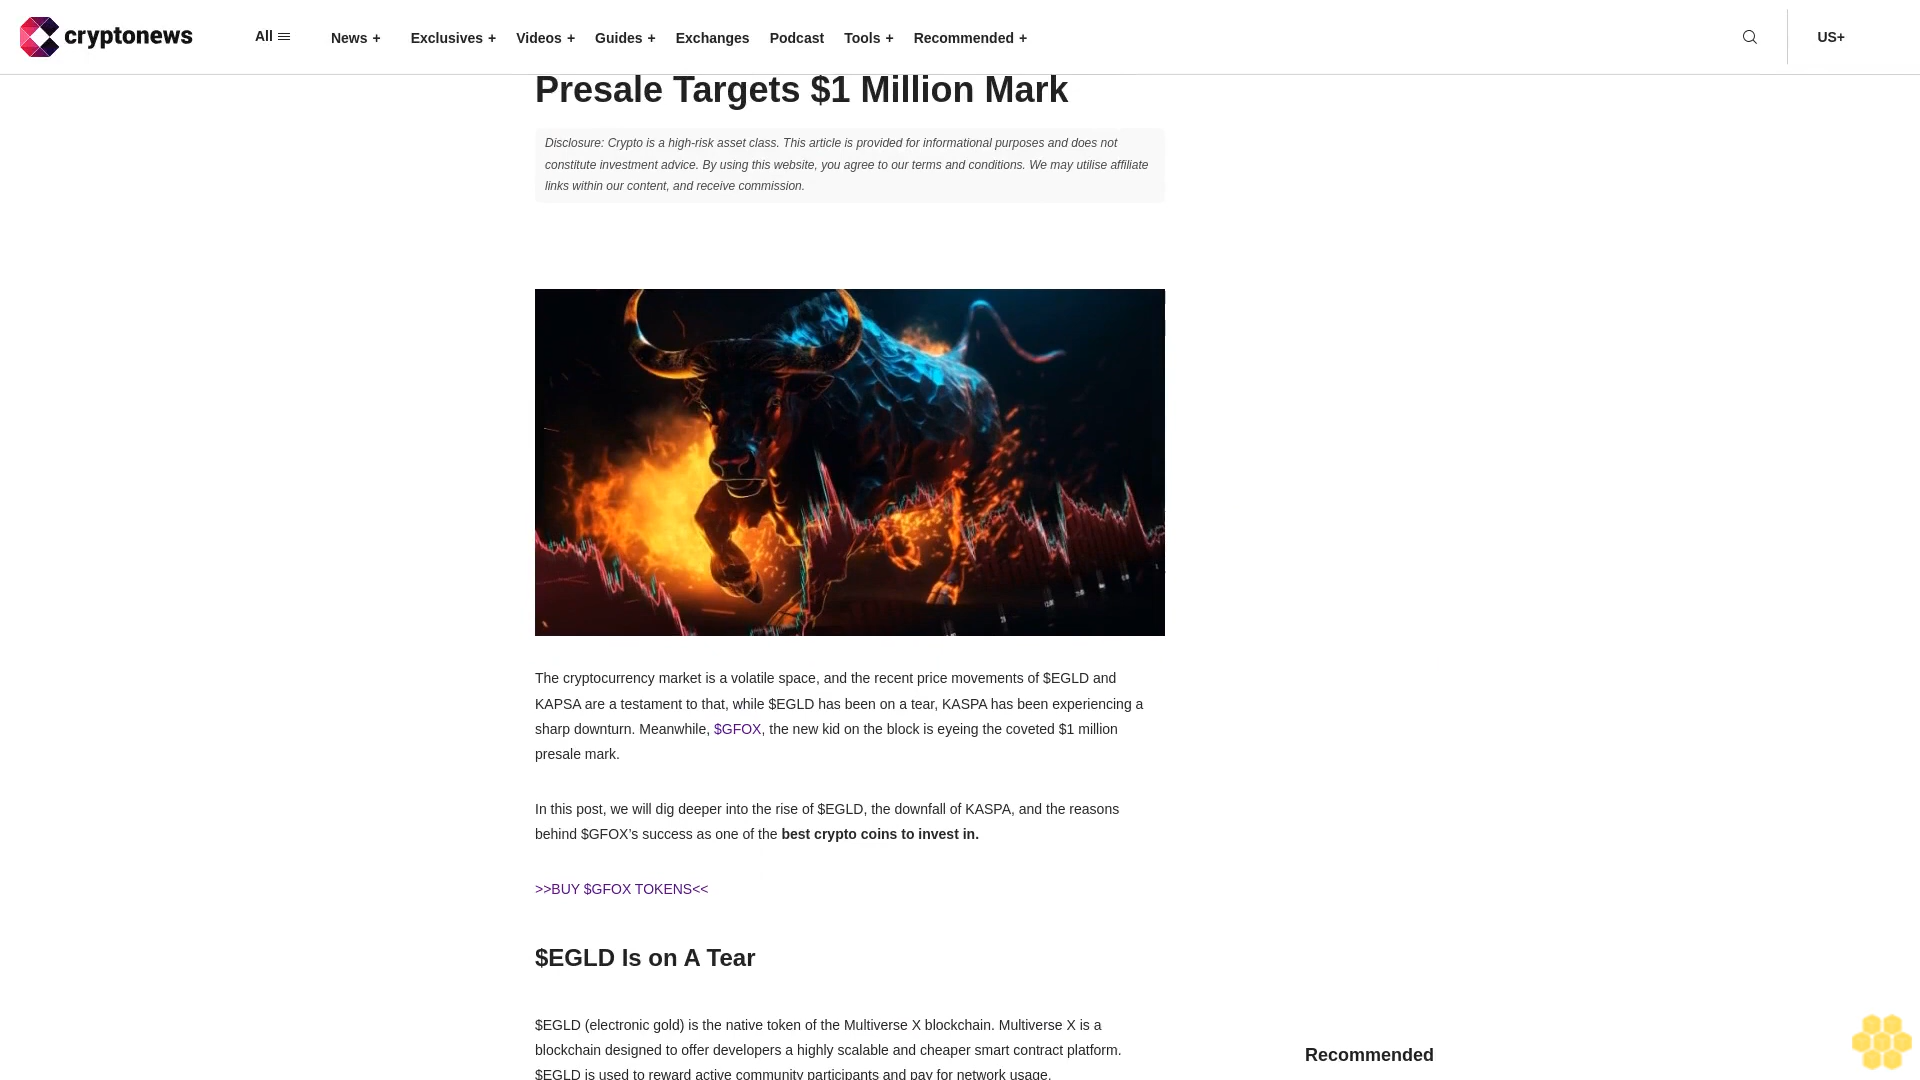 cryptonews
All
News +
Exclusives +
Videos +
Guides +
Exchanges
Podcast
Tools +
Recommended +
US+
Presale Targets $1 Million Mark
Disclosure: Crypto is a high-risk asset class. This article is provided for informational purposes and does not
constitute investment advice. By using this website, you agree to our terms and conditions. We may utilise affiliate
links within our content, and receive commission.
The cryptocurrency market is a volatile space, and the recent price movements of $EGLD and
KAPSA are a testament to that, while $EGLD has been on a tear, KASPA has been experiencing a
sharp downturn. Meanwhile, $GFOX, the new kid on the block is eyeing the coveted $1 million
presale mark.
In this post, we will dig deeper into the rise of $EGLD, the downfall of KASPA, and the reasons
behind $GFOX’s success as one of the best crypto coins to invest in.
>>BUY $GFOX TOKENS<<
$EGLD Is on A Tear
$EGLD (electronic gold) is the native token of the Multiverse X blockchain. Multiverse X is a
blockchain designed to offer developers a highly scalable and cheaper smart contract platform.
$EGLD is used to reward active community participants and pay for network usage.
Recommended